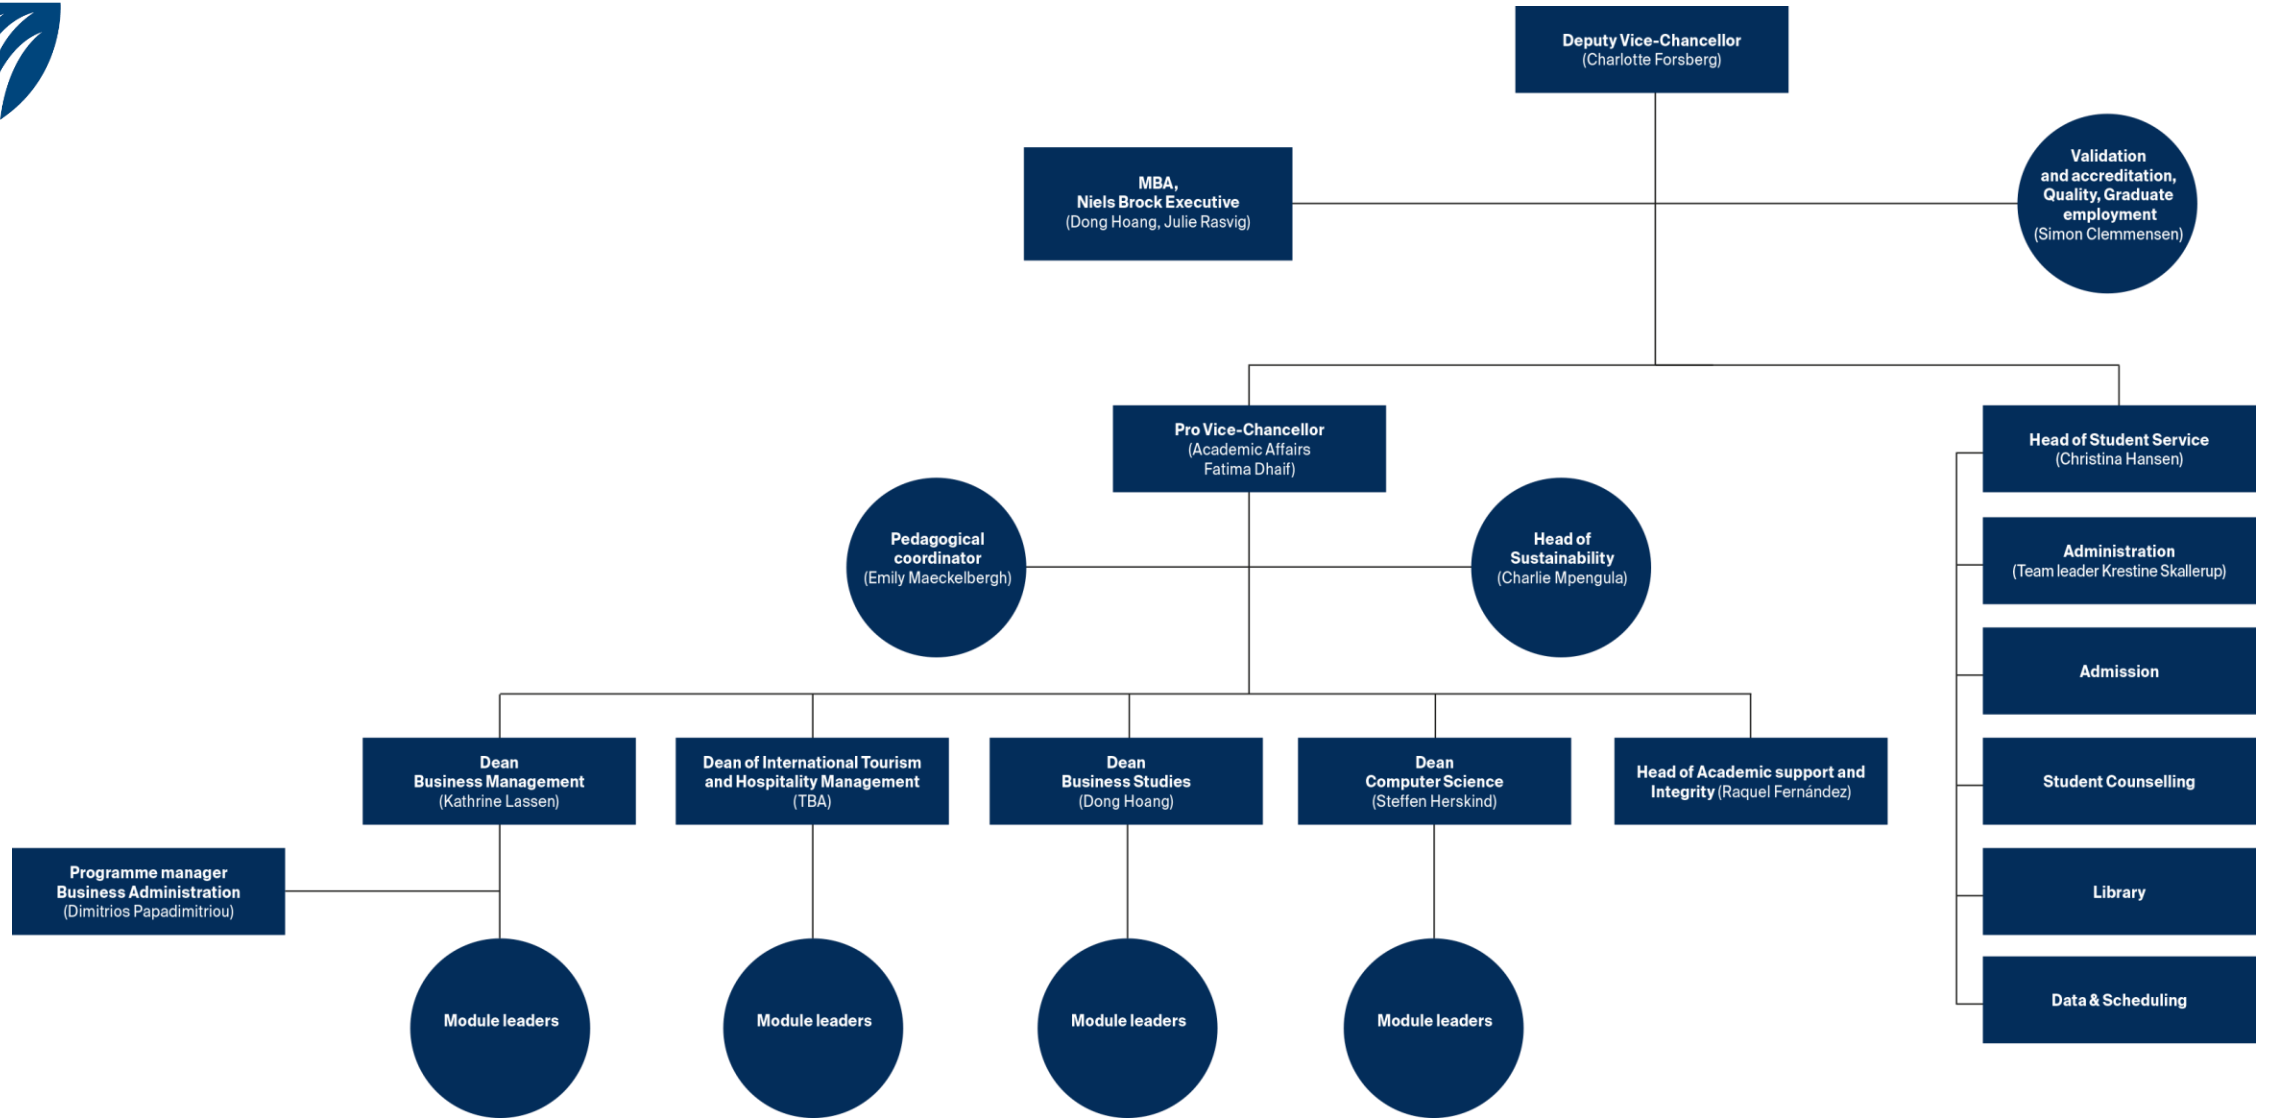 Deputy Vice-Chancellor
(Charlotte Forsberg)
MBA,
Niels Brock Executive
(Dong Hoang, Julie Rasvig)
Validation
and accreditation,
Quality, Graduate
employment
(Simon Clemmensen)
Pro Vice-Chancellor
(Academic Affairs
Fatima Dhaif)
Head of Student Service
(Christina Hansen)
Pedagogical
coordinator
(Emily Maeckelbergh)
Head of
Sustainability
(Charlie Mpengula)
Administration
(Team leader Krestine Skallerup)
Admission
Student Counselling
Library
Data & Scheduling
Dean
Business Management
(Kathrine Lassen)
Dean of International Tourism
and Hospitality Management
(TBA)
Dean
Business Studies
(Dong Hoang)
Dean
Computer Science
(Steffen Herskind)
Head of Academic support and
Integrity (Raquel Fernández)
Programme manager
Business Administration
(Dimitrios Papadimitriou)
Module leaders
Module leaders
Module leaders
Module leaders